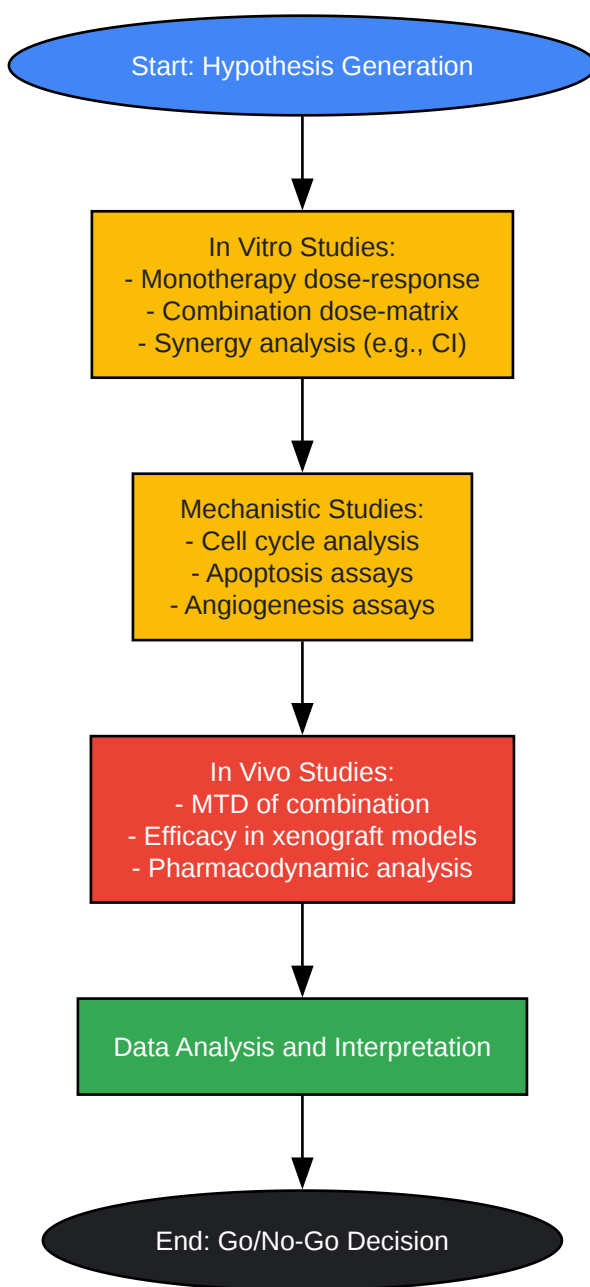 Start: Hypothesis Generation
In Vitro Studies:
- Monotherapy dose-response
- Combination dose-matrix
- Synergy analysis (e.g., CI)
Mechanistic Studies:
- Cell cycle analysis
- Apoptosis assays
- Angiogenesis assays
In Vivo Studies:
- MTD of combination
- Efficacy in xenograft models
- Pharmacodynamic analysis
Data Analysis and Interpretation
End: Go/No-Go Decision